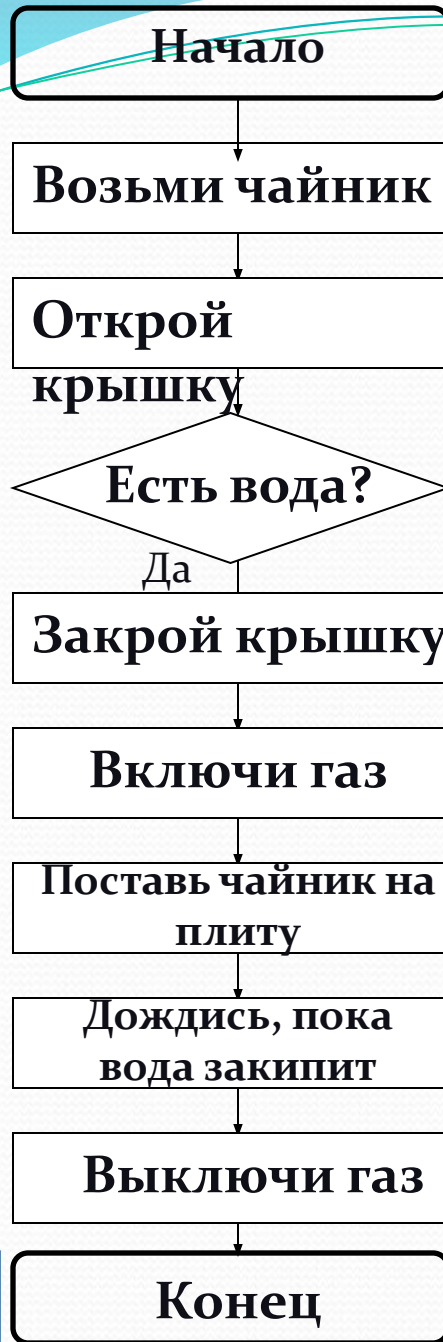 Начало
Возьми чайник
Открой
крышку
Есть вода?
Да
Закрой крышку
Включи газ
Поставь чайник на
плиту
Дождись, пока
вода закипит
Выключи газ
Конец